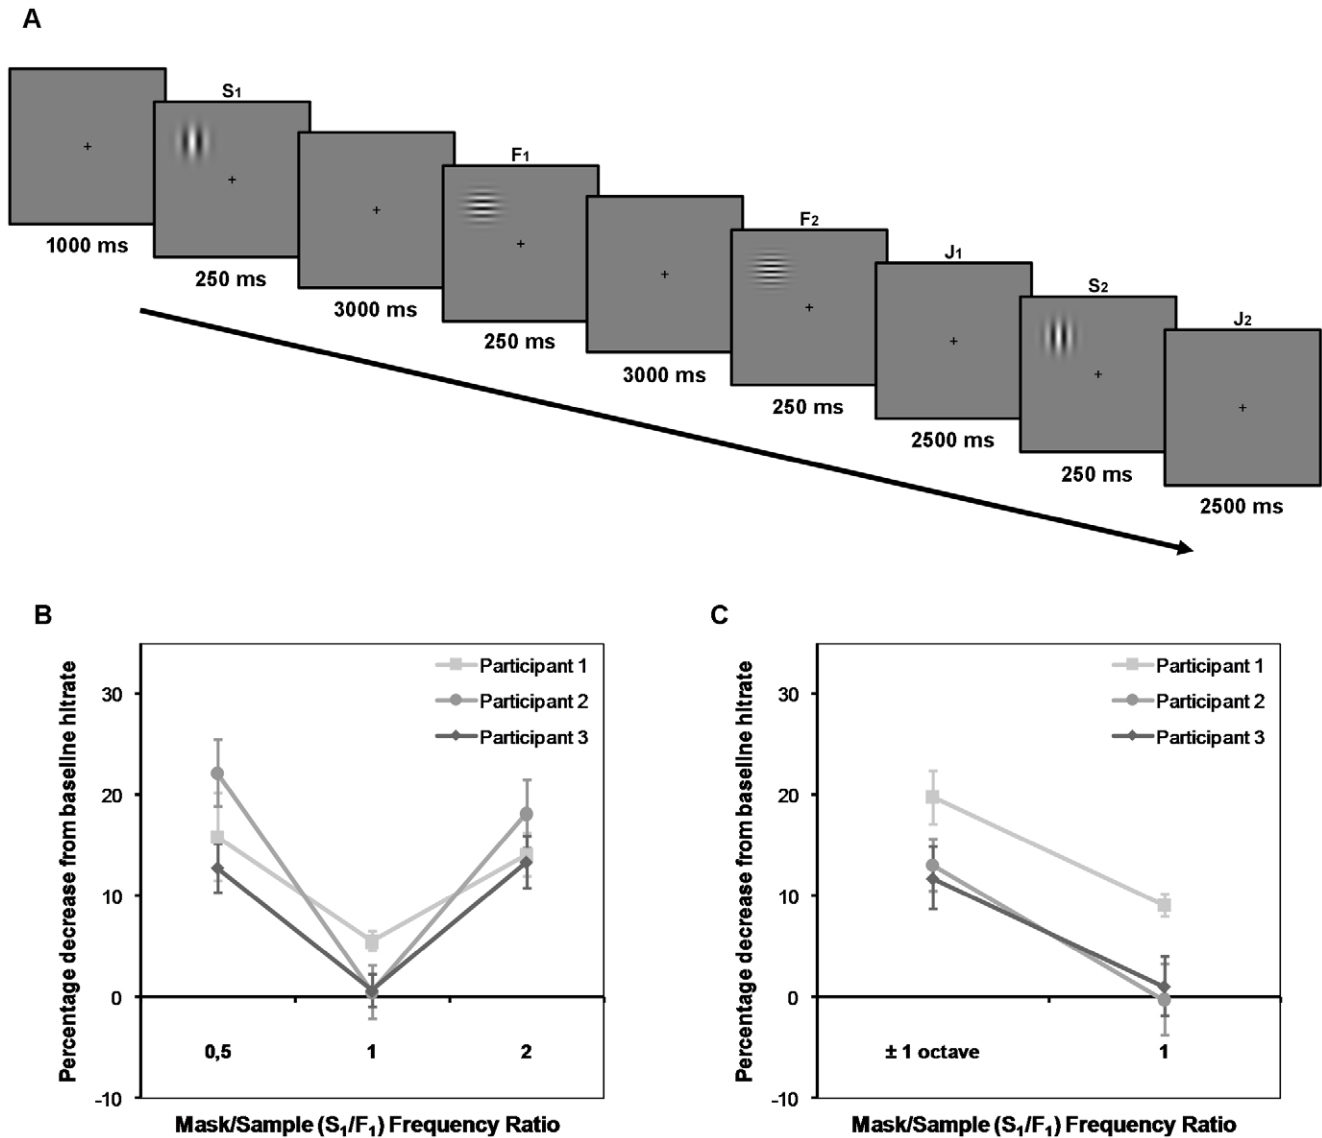 A
S1
F1
F2
J1
S2
J2
1000 ms
250 ms
3000 ms
250 ms
3000 ms
250 ms
2500 ms
250 ms
2500 ms
B
Percentage decrease from baseline hitrate
30
20
10
0
-10
Participant 1
Participant 2
Participant 3
0,5 1 2
Mask/Sample (S1/F1) Frequency Ratio
C
Percentage decrease from baseline hitrate
30
20
10
0
-10
Participant 1
Participant 2
Participant 3
± 1 octave 1
Mask/Sample (S1/F1) Frequency Ratio